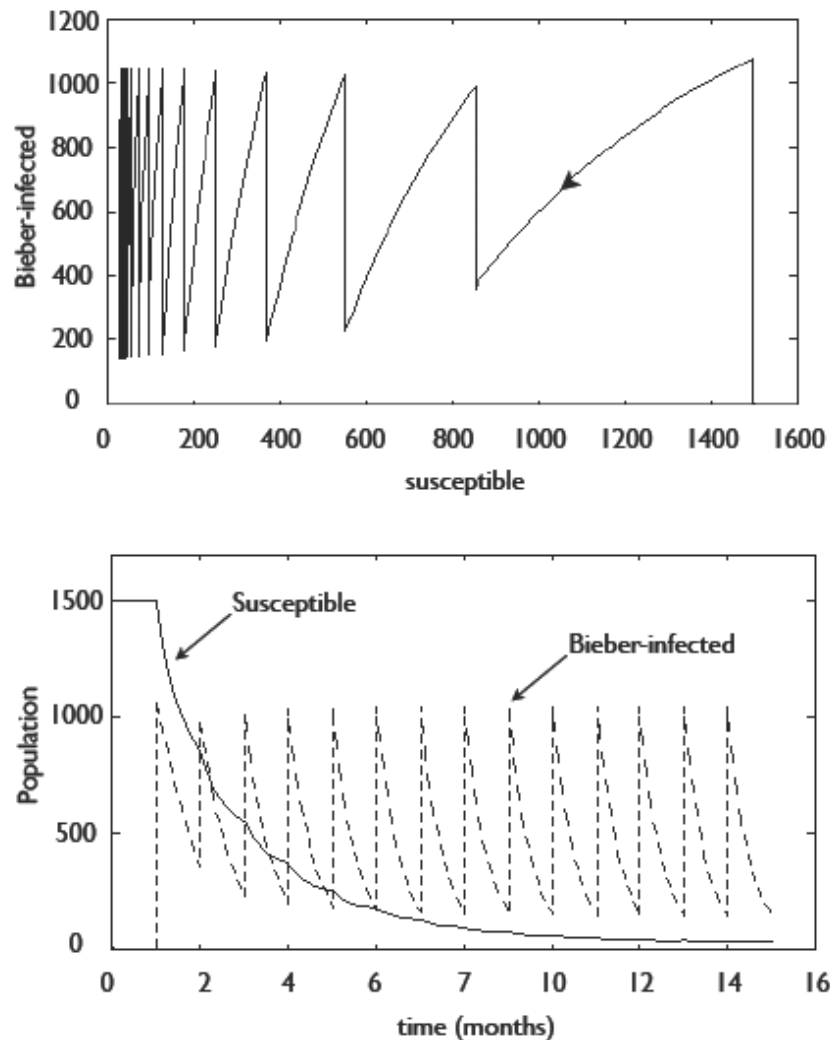 1200
1000
800
600
400
200
0
Bieber-infected
0 200 400 600 800 1000 1200 1400 1600
susceptible
1500
1000
500
0
Population
Susceptible
Bieber-infected
0 2 4 6 7 10 12 14 16
time (months)